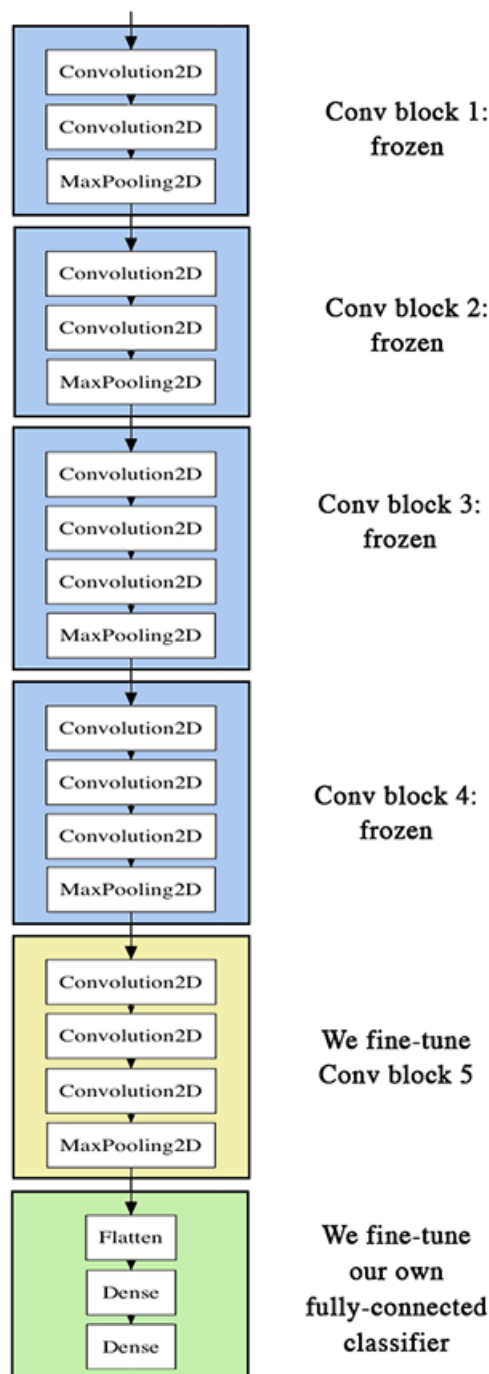 Convolution2D
Convolution2D
MaxPooling2D
Conv block 1:
frozen
Convolution2D
Convolution2D
MaxPooling2D
Conv block 2:
frozen
Convolution2D
Convolution2D
Convolution2D
MaxPooling2D
Conv block 3:
frozen
Convolution2D
Convolution2D
Convolution2D
MaxPooling2D
Conv block 4:
frozen
Convolution2D
Convolution2D
Convolution2D
MaxPooling2D
We fine-tune
Conv block 5
Flatten
Dense
Dense
We fine-tune
our own
fully-connected
classifier